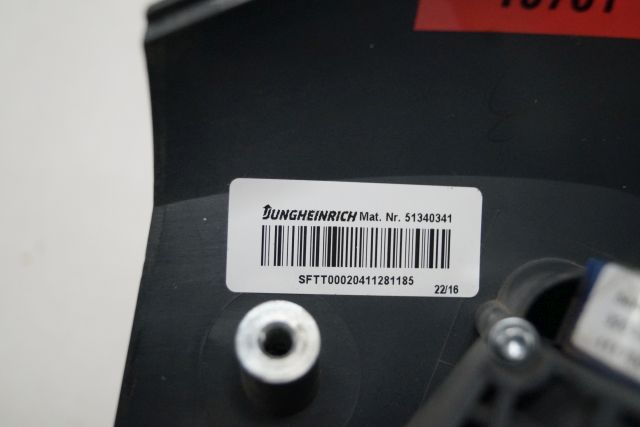 JUNGHEINRICH Mat. Nr. 51340341
SFTT00020411281185
22/16